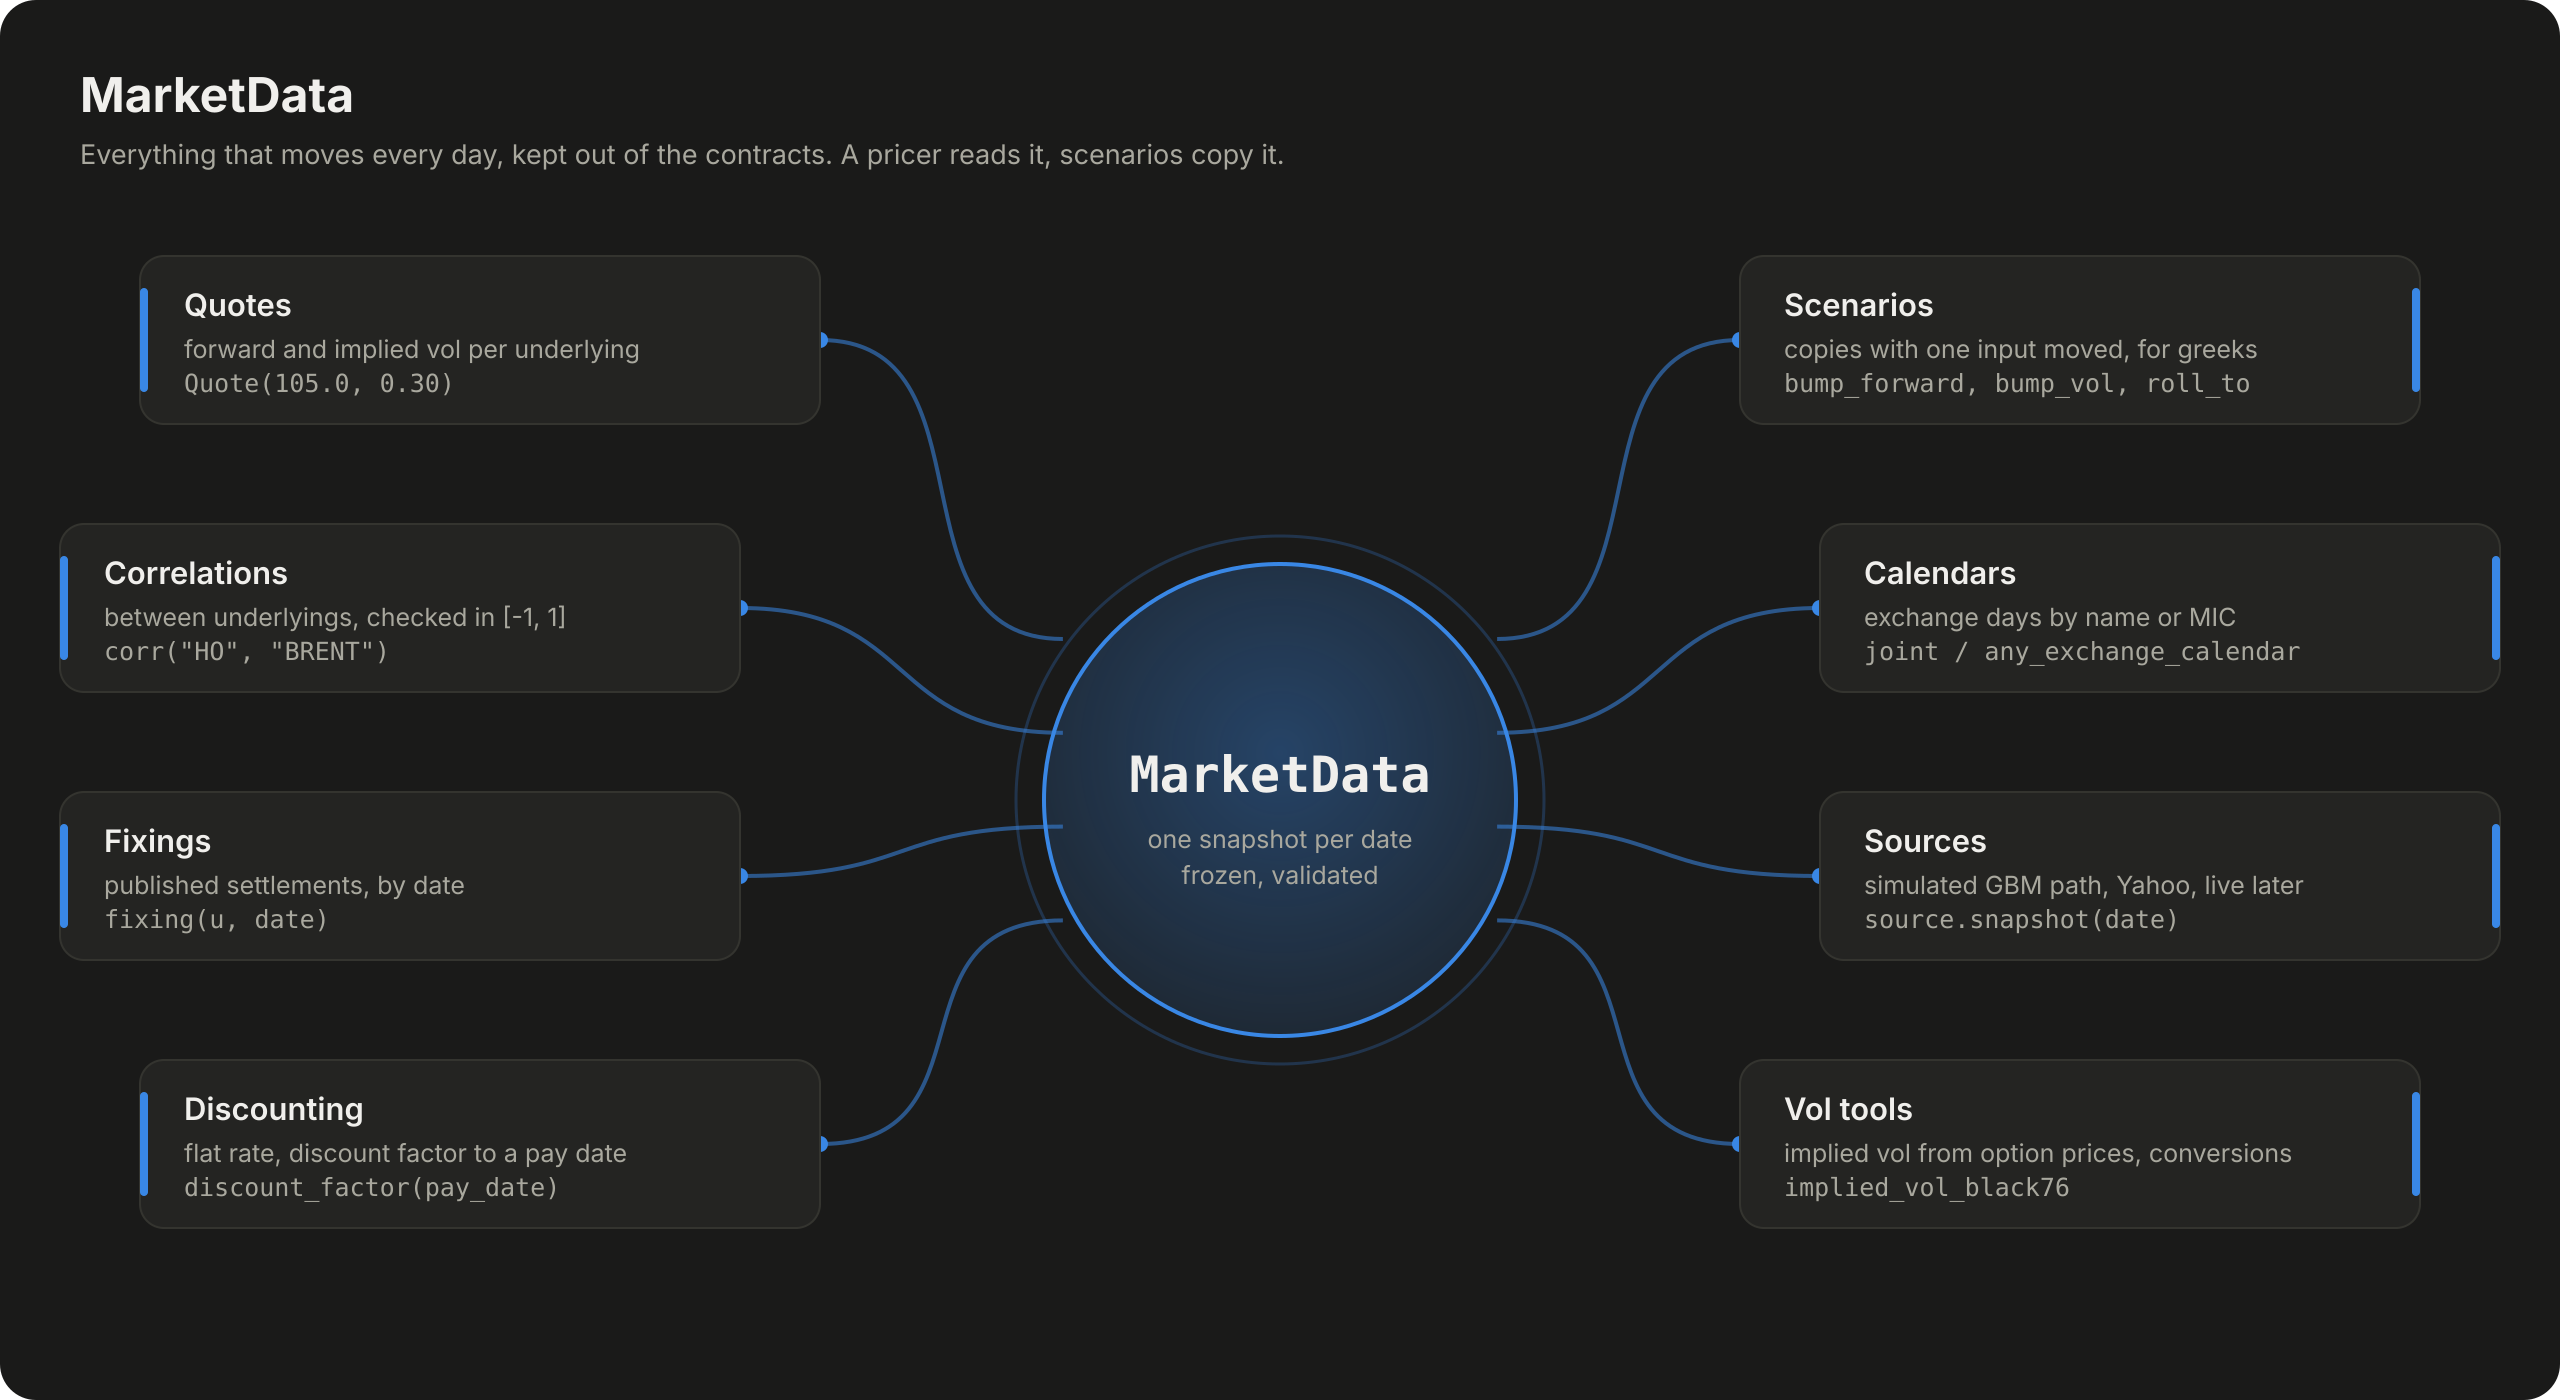 MarketData
Everything that moves every day, kept out of the contracts. A pricer reads it, scenarios copy it.
Quotes
forward and implied vol per underlying
Quote(105.0, 0.30)
Correlations
between underlyings, checked in [-1, 1]
corr("HO", "BRENT")
Fixings
published settlements, by date
fixing(u, date)
Discounting
flat rate, discount factor to a pay date
discount_factor(pay_date)
MarketData
one snapshot per date
frozen, validated
Scenarios
copies with one input moved, for greeks
bump_forward, bump_vol, roll_to
Calendars
exchange days by name or MIC
joint / any_exchange_calendar
Sources
simulated GBM path, Yahoo, live later
source.snapshot(date)
Vol tools
implied vol from option prices, conversions
implied_vol_black76